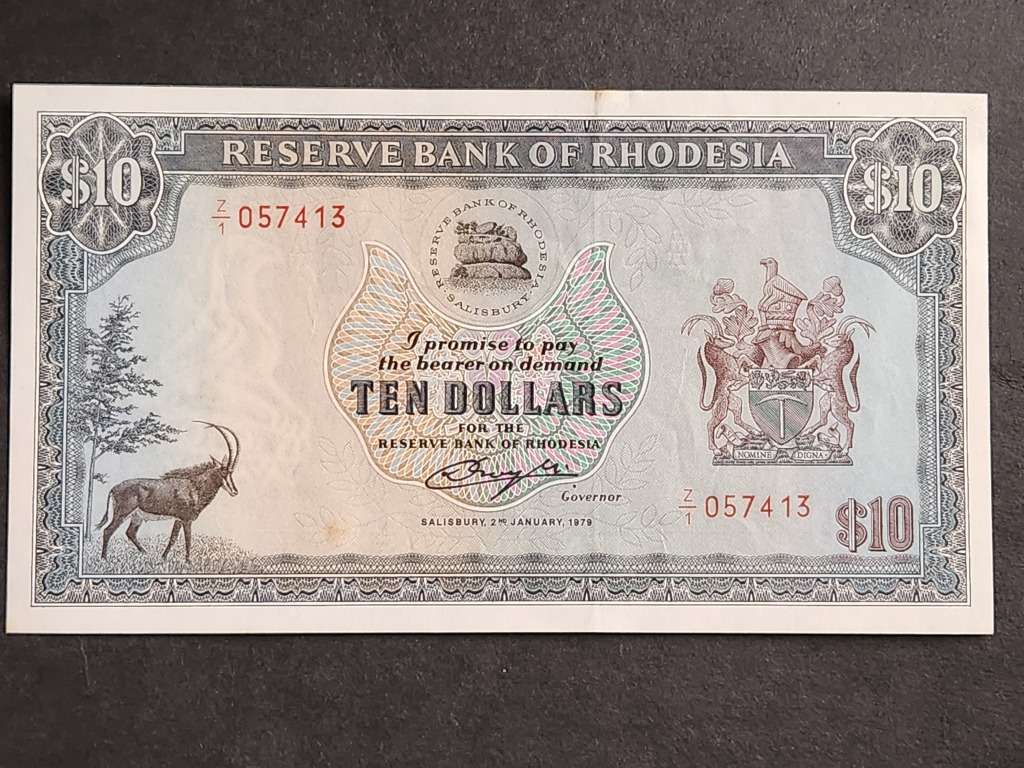 $10 RESERVE BANK OF RHODESIA $10
Z/1 057413
RESERVE BANK OF RHODESIA
SALISBURY
I promise to pay
the bearer on demand
TEN DOLLARS
FOR THE
RESERVE BANK OF RHODESIA
Governor
SALISBURY, 2ND JANUARY, 1979
NOMINE DIGNA
Z/1 057413
$10